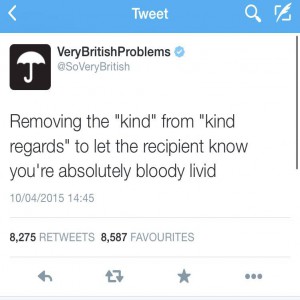 Tweet
VeryBritishProblems
@SoVeryBritish
Removing the "kind" from "kind
regards" to let the recipient know
you're absolutely bloody livid
10/04/2015 14:45
8,275 RETWEETS 8,587 FAVOURITES